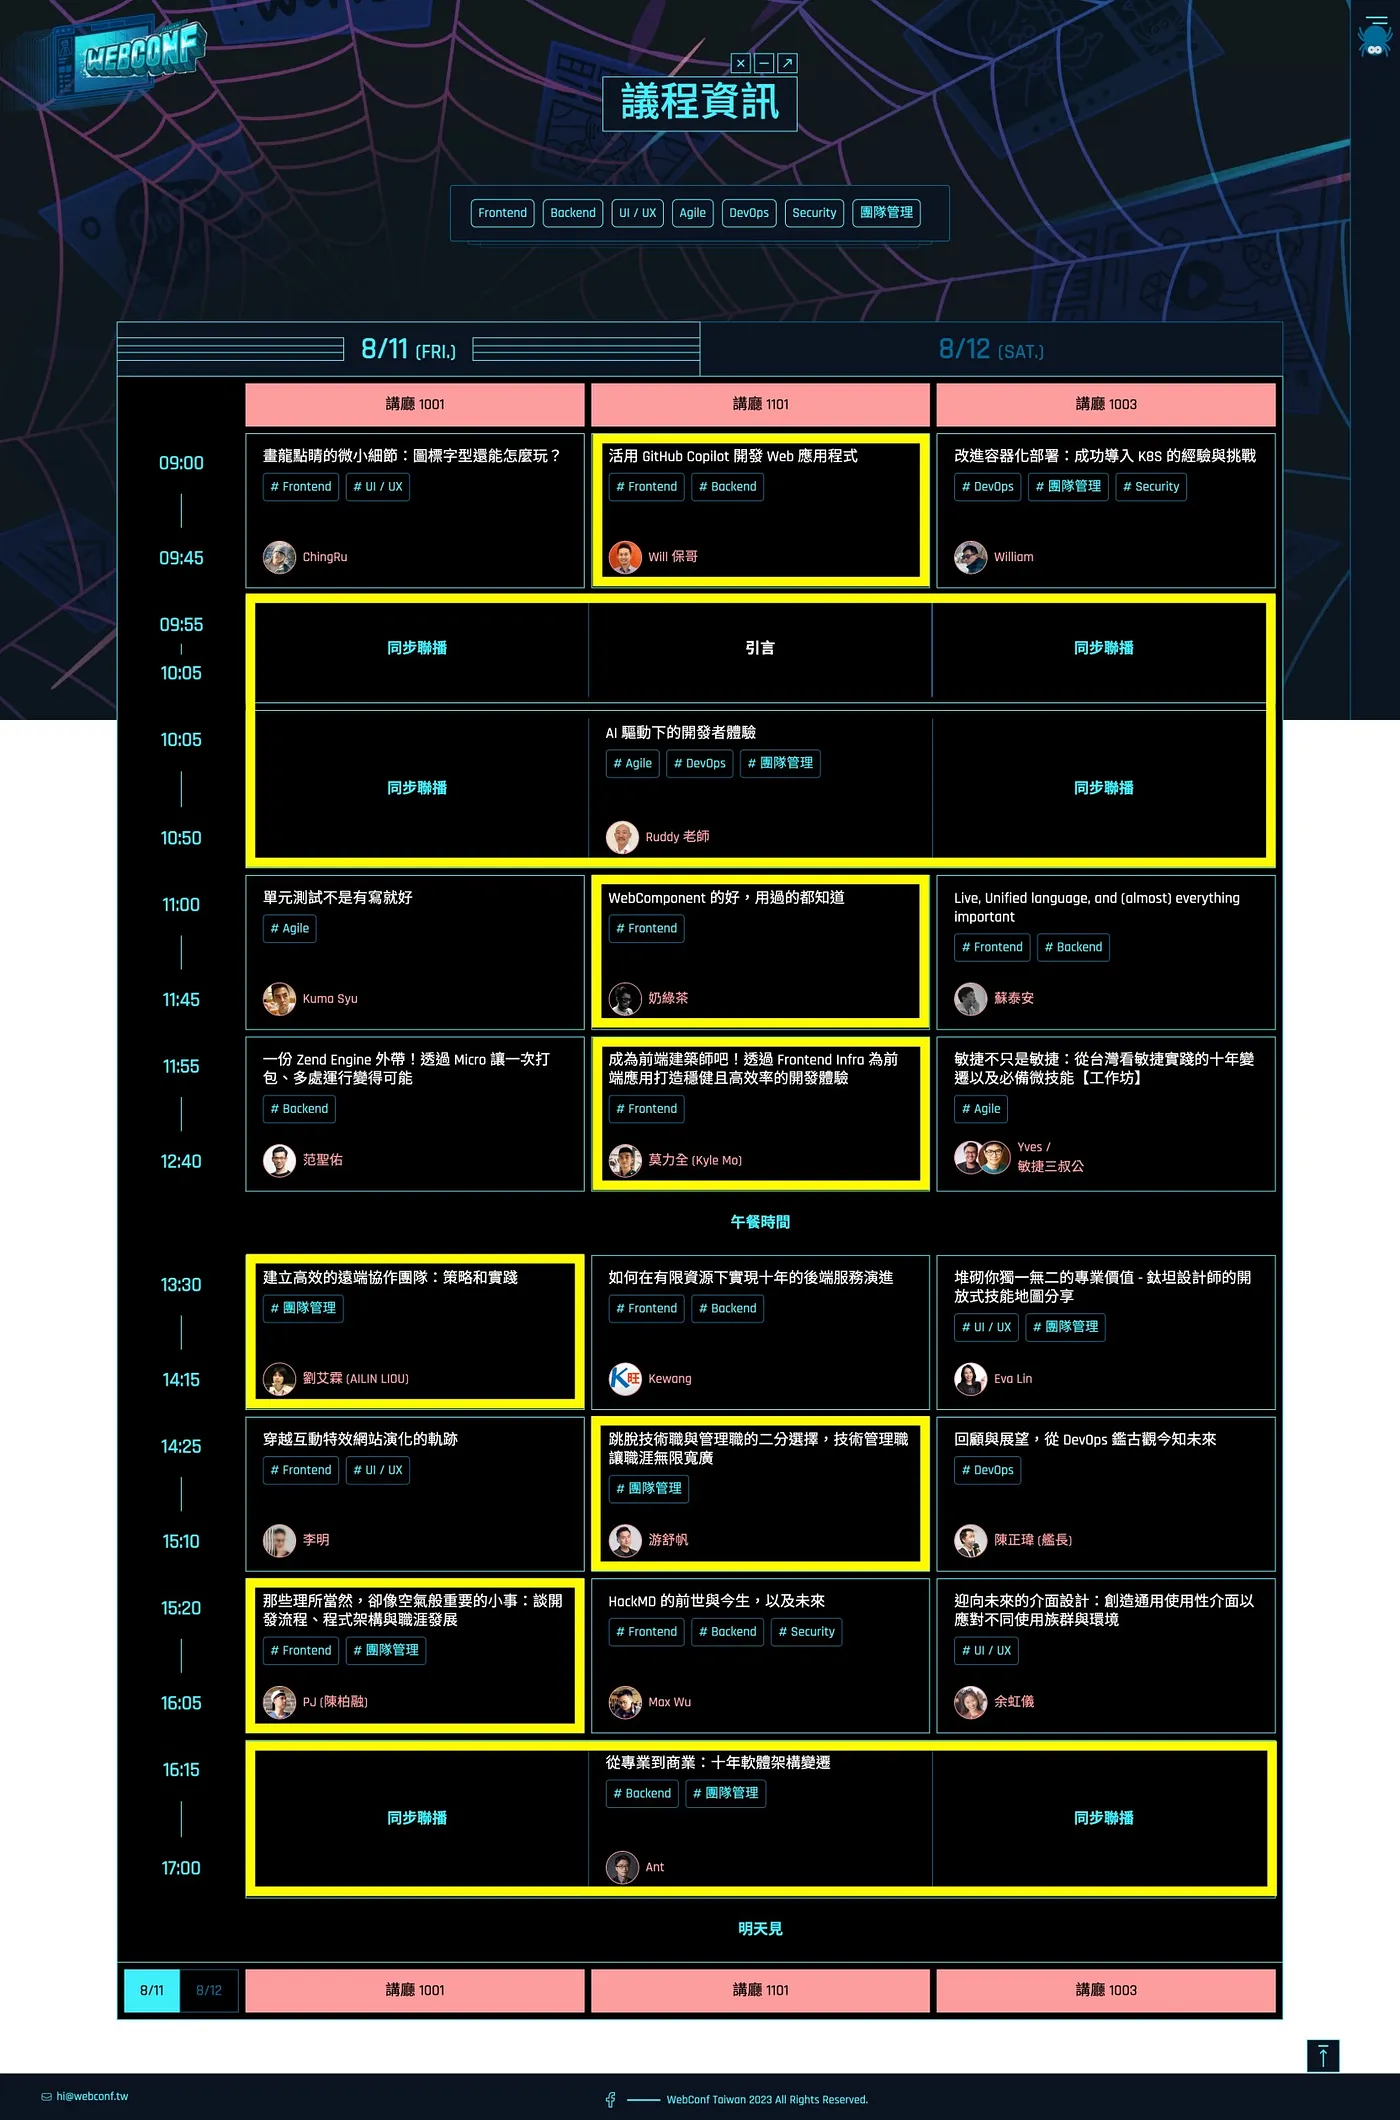 WEBCONF
議程資訊
Frontend Backend UI / UX Agile DevOps Security 團隊管理
8/11 (FRI.) 8/12 (SAT.)
講廳 1001 講廳 1101 講廳 1003
09:00
09:45
畫龍點睛的微小細節：圖標字型還能怎麼玩？
# Frontend # UI / UX
ChingRu
活用 GitHub Copilot 開發 Web 應用程式
# Frontend # Backend
Will 保哥
改進容器化部署：成功導入 K8S 的經驗與挑戰
# DevOps # 團隊管理 # Security
William
09:55
10:05
同步聯播 引言 同步聯播
10:05
10:50
同步聯播
AI 驅動下的開發者體驗
# Agile # DevOps # 團隊管理
Ruddy 老師
同步聯播
11:00
11:45
單元測試不是有寫就好
# Agile
Kuma Syu
WebComponent 的好，用過的都知道
# Frontend
奶綠茶
Live, Unified language, and (almost) everything
important
# Frontend # Backend
蘇泰安
11:55
12:40
一份 Zend Engine 外帶！透過 Micro 讓一次打
包、多處運行變得可能
# Backend
范聖佑
成為前端建築師吧！透過 Frontend Infra 為前
端應用打造穩健且高效率的開發體驗
# Frontend
莫力全 (Kyle Mo)
敏捷不只是敏捷：從台灣看敏捷實踐的十年變
遷以及必備微技能【工作坊】
# Agile
Yves /
敏捷三叔公
午餐時間
13:30
14:15
建立高效的遠端協作團隊：策略和實踐
# 團隊管理
劉艾霖 (AILIN LIOU)
如何在有限資源下實現十年的後端服務演進
# Frontend # Backend
K旺
Kewang
堆砌你獨一無二的專業價值 - 鈦坦設計師的開
放式技能地圖分享
# UI / UX # 團隊管理
Eva Lin
14:25
15:10
穿越互動特效網站演化的軌跡
# Frontend # UI / UX
李明
跳脫技術職與管理職的二分選擇，技術管理職
讓職涯無限寬廣
# 團隊管理
游舒帆
回顧與展望，從 DevOps 鑑古觀今知未來
# DevOps
陳正瑋 (艦長)
15:20
16:05
那些理所當然，卻像空氣般重要的小事：談開
發流程、程式架構與職涯發展
# Frontend # 團隊管理
PJ (陳柏融)
HackMD 的前世與今生，以及未來
# Frontend # Backend # Security
Max Wu
迎向未來的介面設計：創造通用使用性介面以
應對不同使用族群與環境
# UI / UX
余虹儀
16:15
17:00
同步聯播
從專業到商業：十年軟體架構變遷
# Backend # 團隊管理
Ant
同步聯播
明天見
8/11 8/12 講廳 1001 講廳 1101 講廳 1003
hi@webconf.tw
WebConf Taiwan 2023 All Rights Reserved.